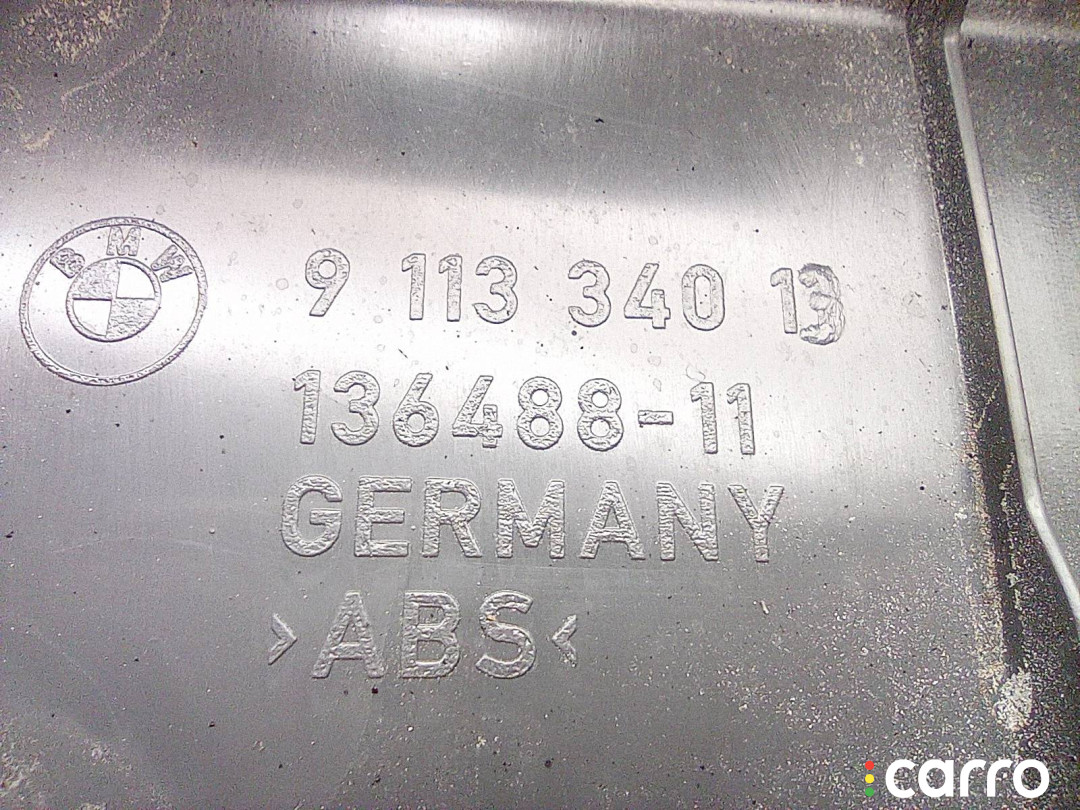 BMW
9 113 340 13
136488-11
GERMANY
>ABS<
carro